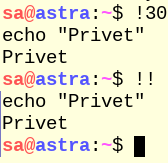 sa@astra:~$ !30
echo "Privet"
Privet
sa@astra:~$ !!
echo "Privet"
Privet
sa@astra:~$